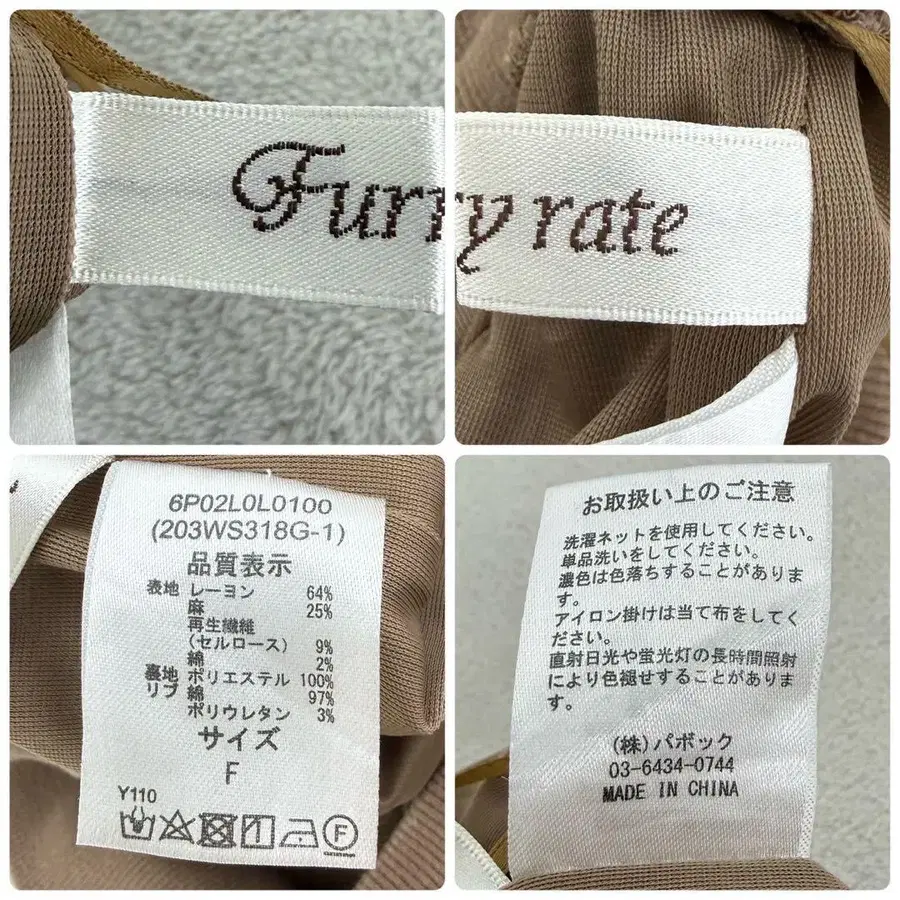 Furry
ry rate
6P02L0L01oo
(203WS318G-1)
品質表示
表地 レーヨン 64%
麻 25%
再生繊維
(セルロース) 9%
綿 2%
裏地 ポリエステル 100%
リブ 綿 97%
ポリウレタン 3%
サイズ
F
Y110
F
お取扱い上のご注意
洗濯ネットを使用してください。
単品洗いをしてください。
濃色は色落ちすることがありま
す。
アイロン掛けは当て布をしてく
ださい。
直射日光や蛍光灯の長時間照射
により色褪せすることがありま
す。
(株)パボック
03-6434-0744
MADE IN CHINA